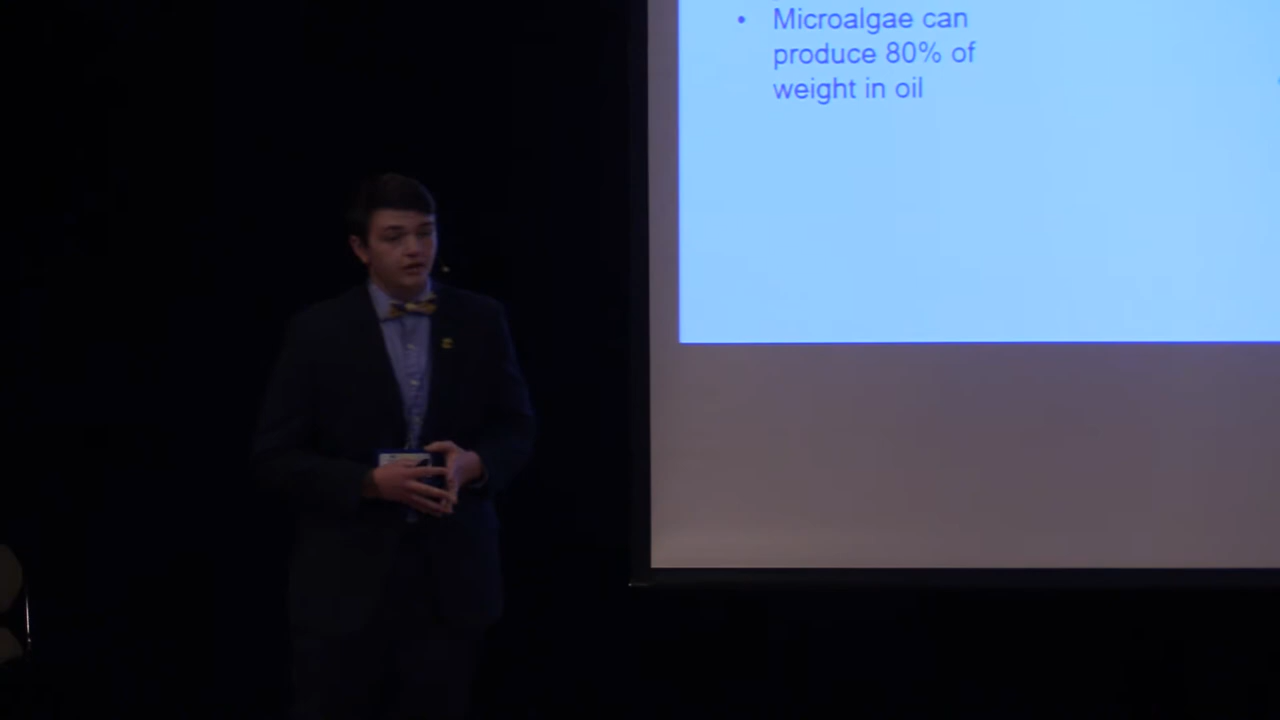 • Microalgae can
produce 80% of
weight in oil